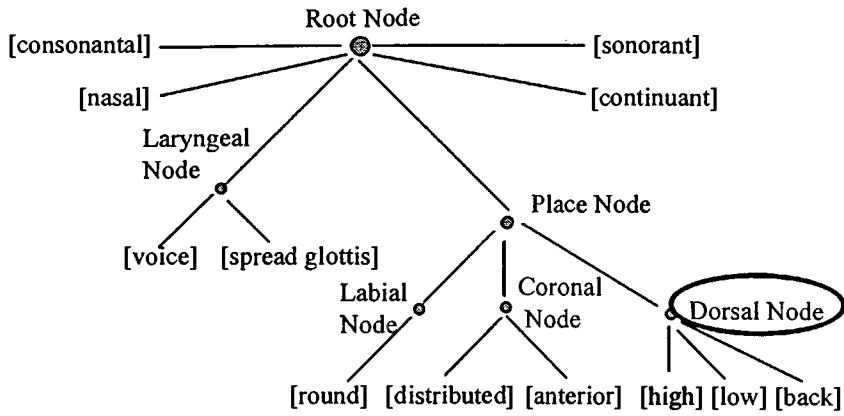 Root Node
[consonantal]
[sonorant]
[nasal]
[continuant]
Laryngeal
Node
Place Node
[voice]
[spread glottis]
Labial
Node
Coronal
Node
Dorsal Node
[round]
[distributed]
[anterior]
[high]
[low]
[back]